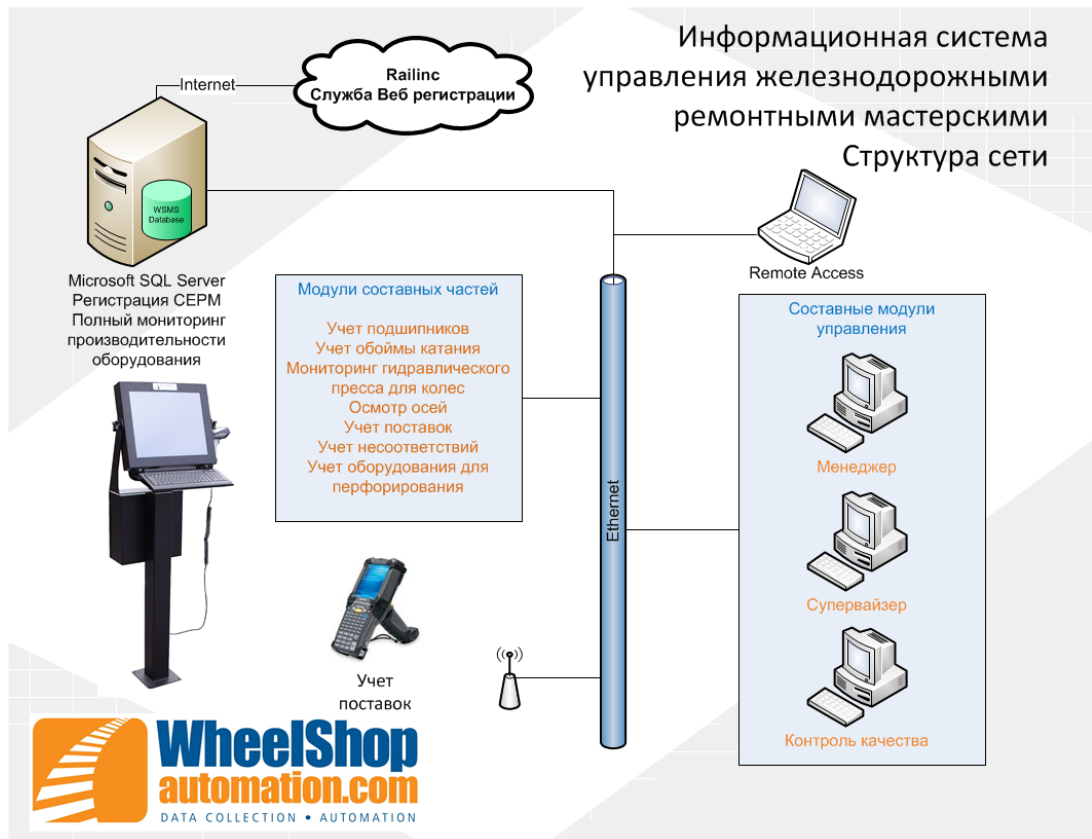 Информационная система
управления железнодорожными
ремонтными мастерскими
Структура сети
Internet
Railinc
Служба Веб регистрации
WSMS
Database
Microsoft SQL Server
Регистрация CEPM
Полный мониторинг
производительности
оборудования
Remote Access
Модули составных частей
Учет подшипников
Учет обоймы катания
Мониторинг гидравлического
пресса для колес
Осмотр осей
Учет поставок
Учет несоответствий
Учет оборудования для
перфорирования
Ethernet
Составные модули
управления
Менеджер
Супервайзер
Контроль качества
Учет
поставок
WheelShop
automation.com
DATA COLLECTION • AUTOMATION